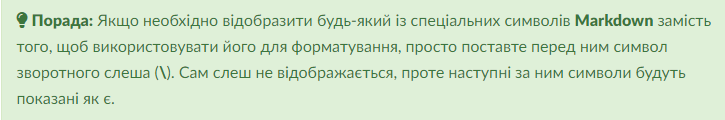 Порада: Якщо необхідно відобразити будь-який із спеціальних символів Markdown замість
того, щоб використовувати його для форматування, просто поставте перед ним символ
зворотного слеша (\). Сам слеш не відображається, проте наступні за ним символи будуть
показані як є.